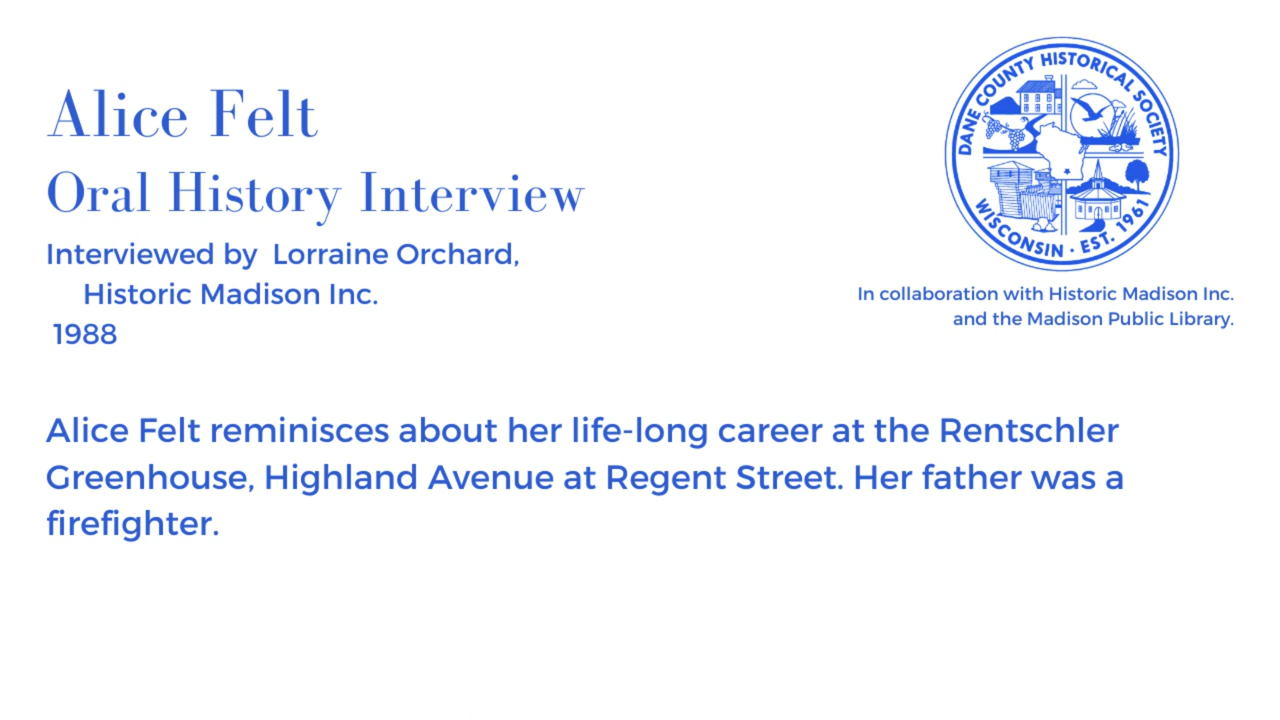 Alice Felt
Oral History Interview
Interviewed by Lorraine Orchard,
Historic Madison Inc.
1988
DANE COUNTY HISTORICAL SOCIETY
WISCONSIN · EST. 1961
In collaboration with Historic Madison Inc.
and the Madison Public Library.
Alice Felt reminisces about her life-long career at the Rentschler
Greenhouse, Highland Avenue at Regent Street. Her father was a
firefighter.